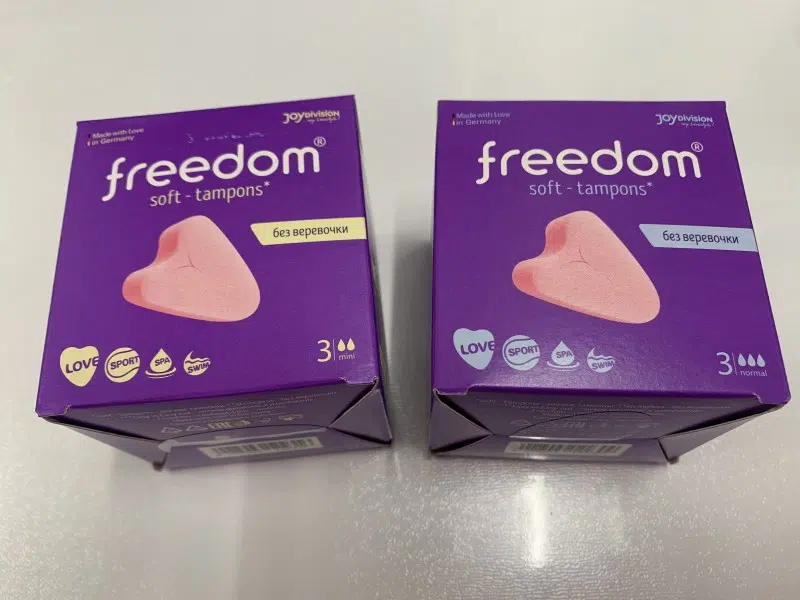 Made with Love
in Germany
JOYDIVISION
freedom®
soft - tampons*
без веревочки
LOVE
SPORT
SPA
SWIM
3
mini
Made with Love
in Germany
JOYDIVISION
freedom®
soft - tampons*
без веревочки
LOVE
SPORT
SPA
SWIM
3
normal